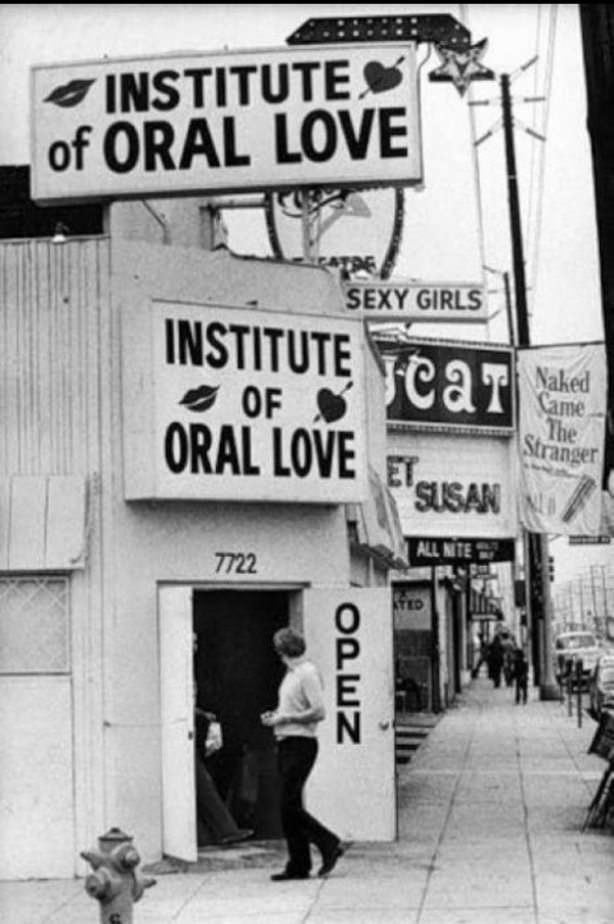 INSTITUTE
of ORAL LOVE
SEXY GIRLS
INSTITUTE
OF
ORAL LOVE
CAT
SUSAN
Naked
Came
The
Stranger
ALL NITE
7722
OPEN